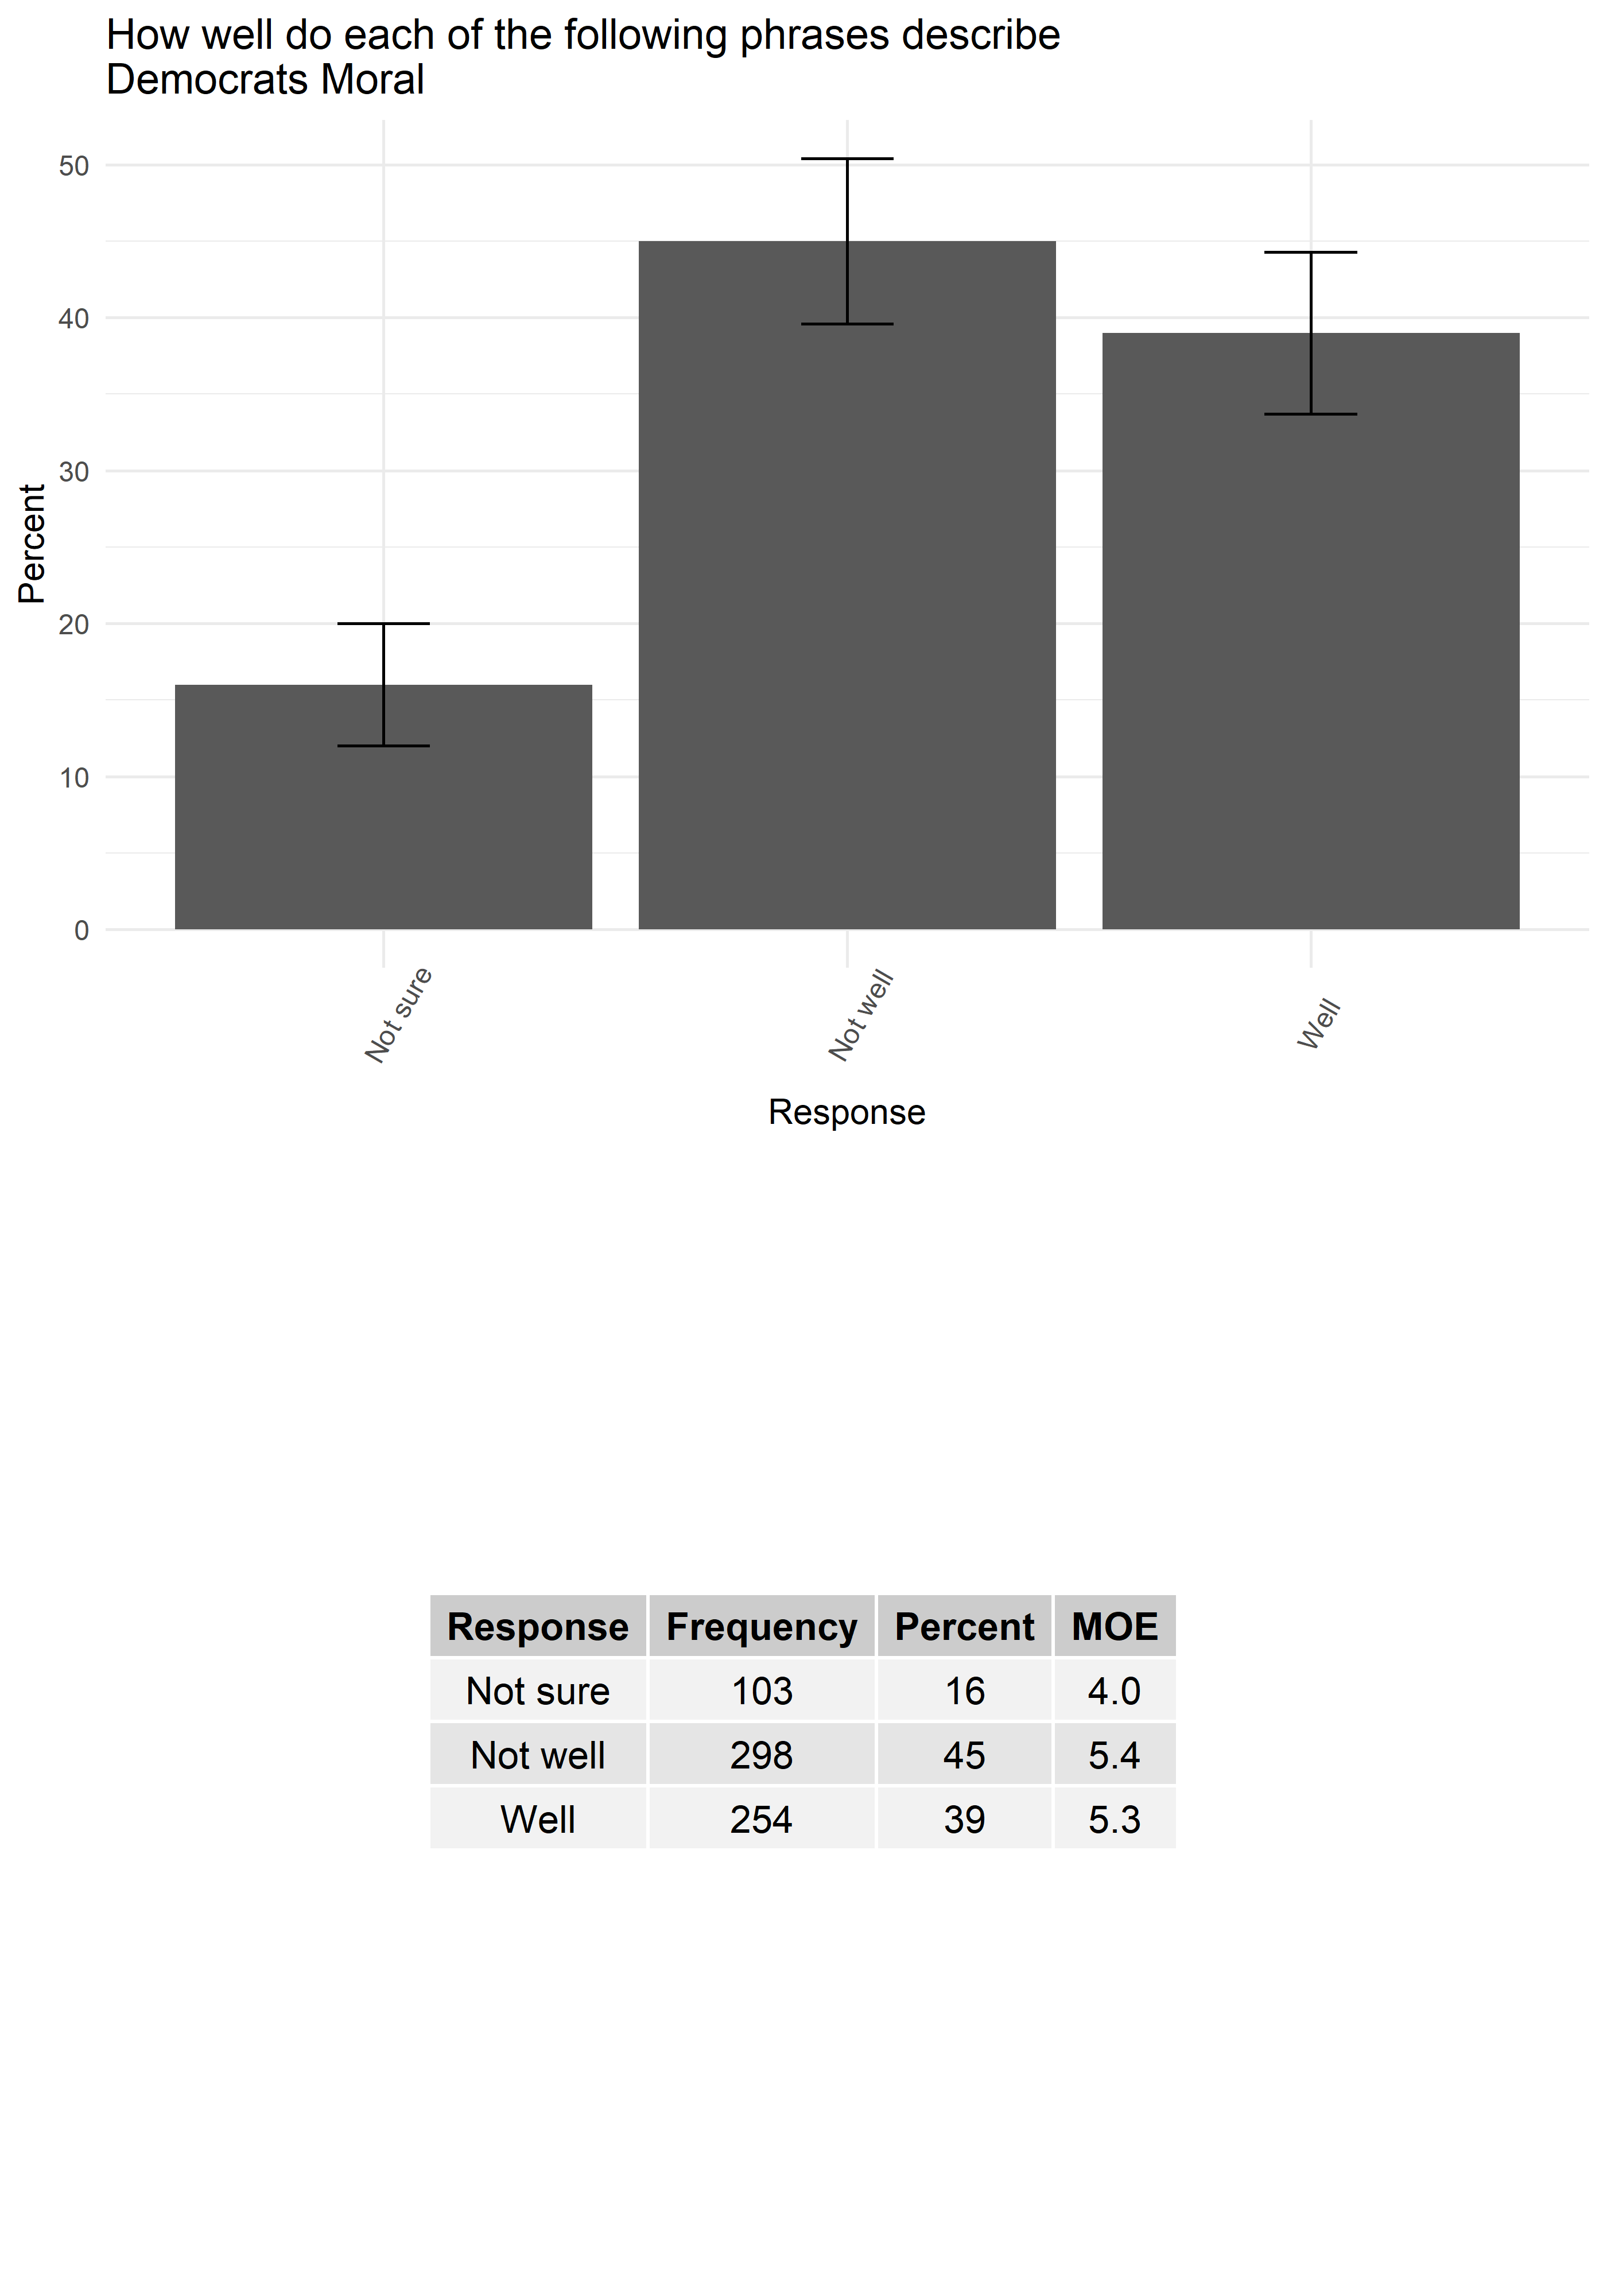 How well do each of the following phrases describe
Democrats Moral
Percent
50
40
30
20
10
0
Not sure
Not well
Well
Response
Response Frequency Percent MOE
Not sure 103 16 4.0
Not well 298 45 5.4
Well 254 39 5.3